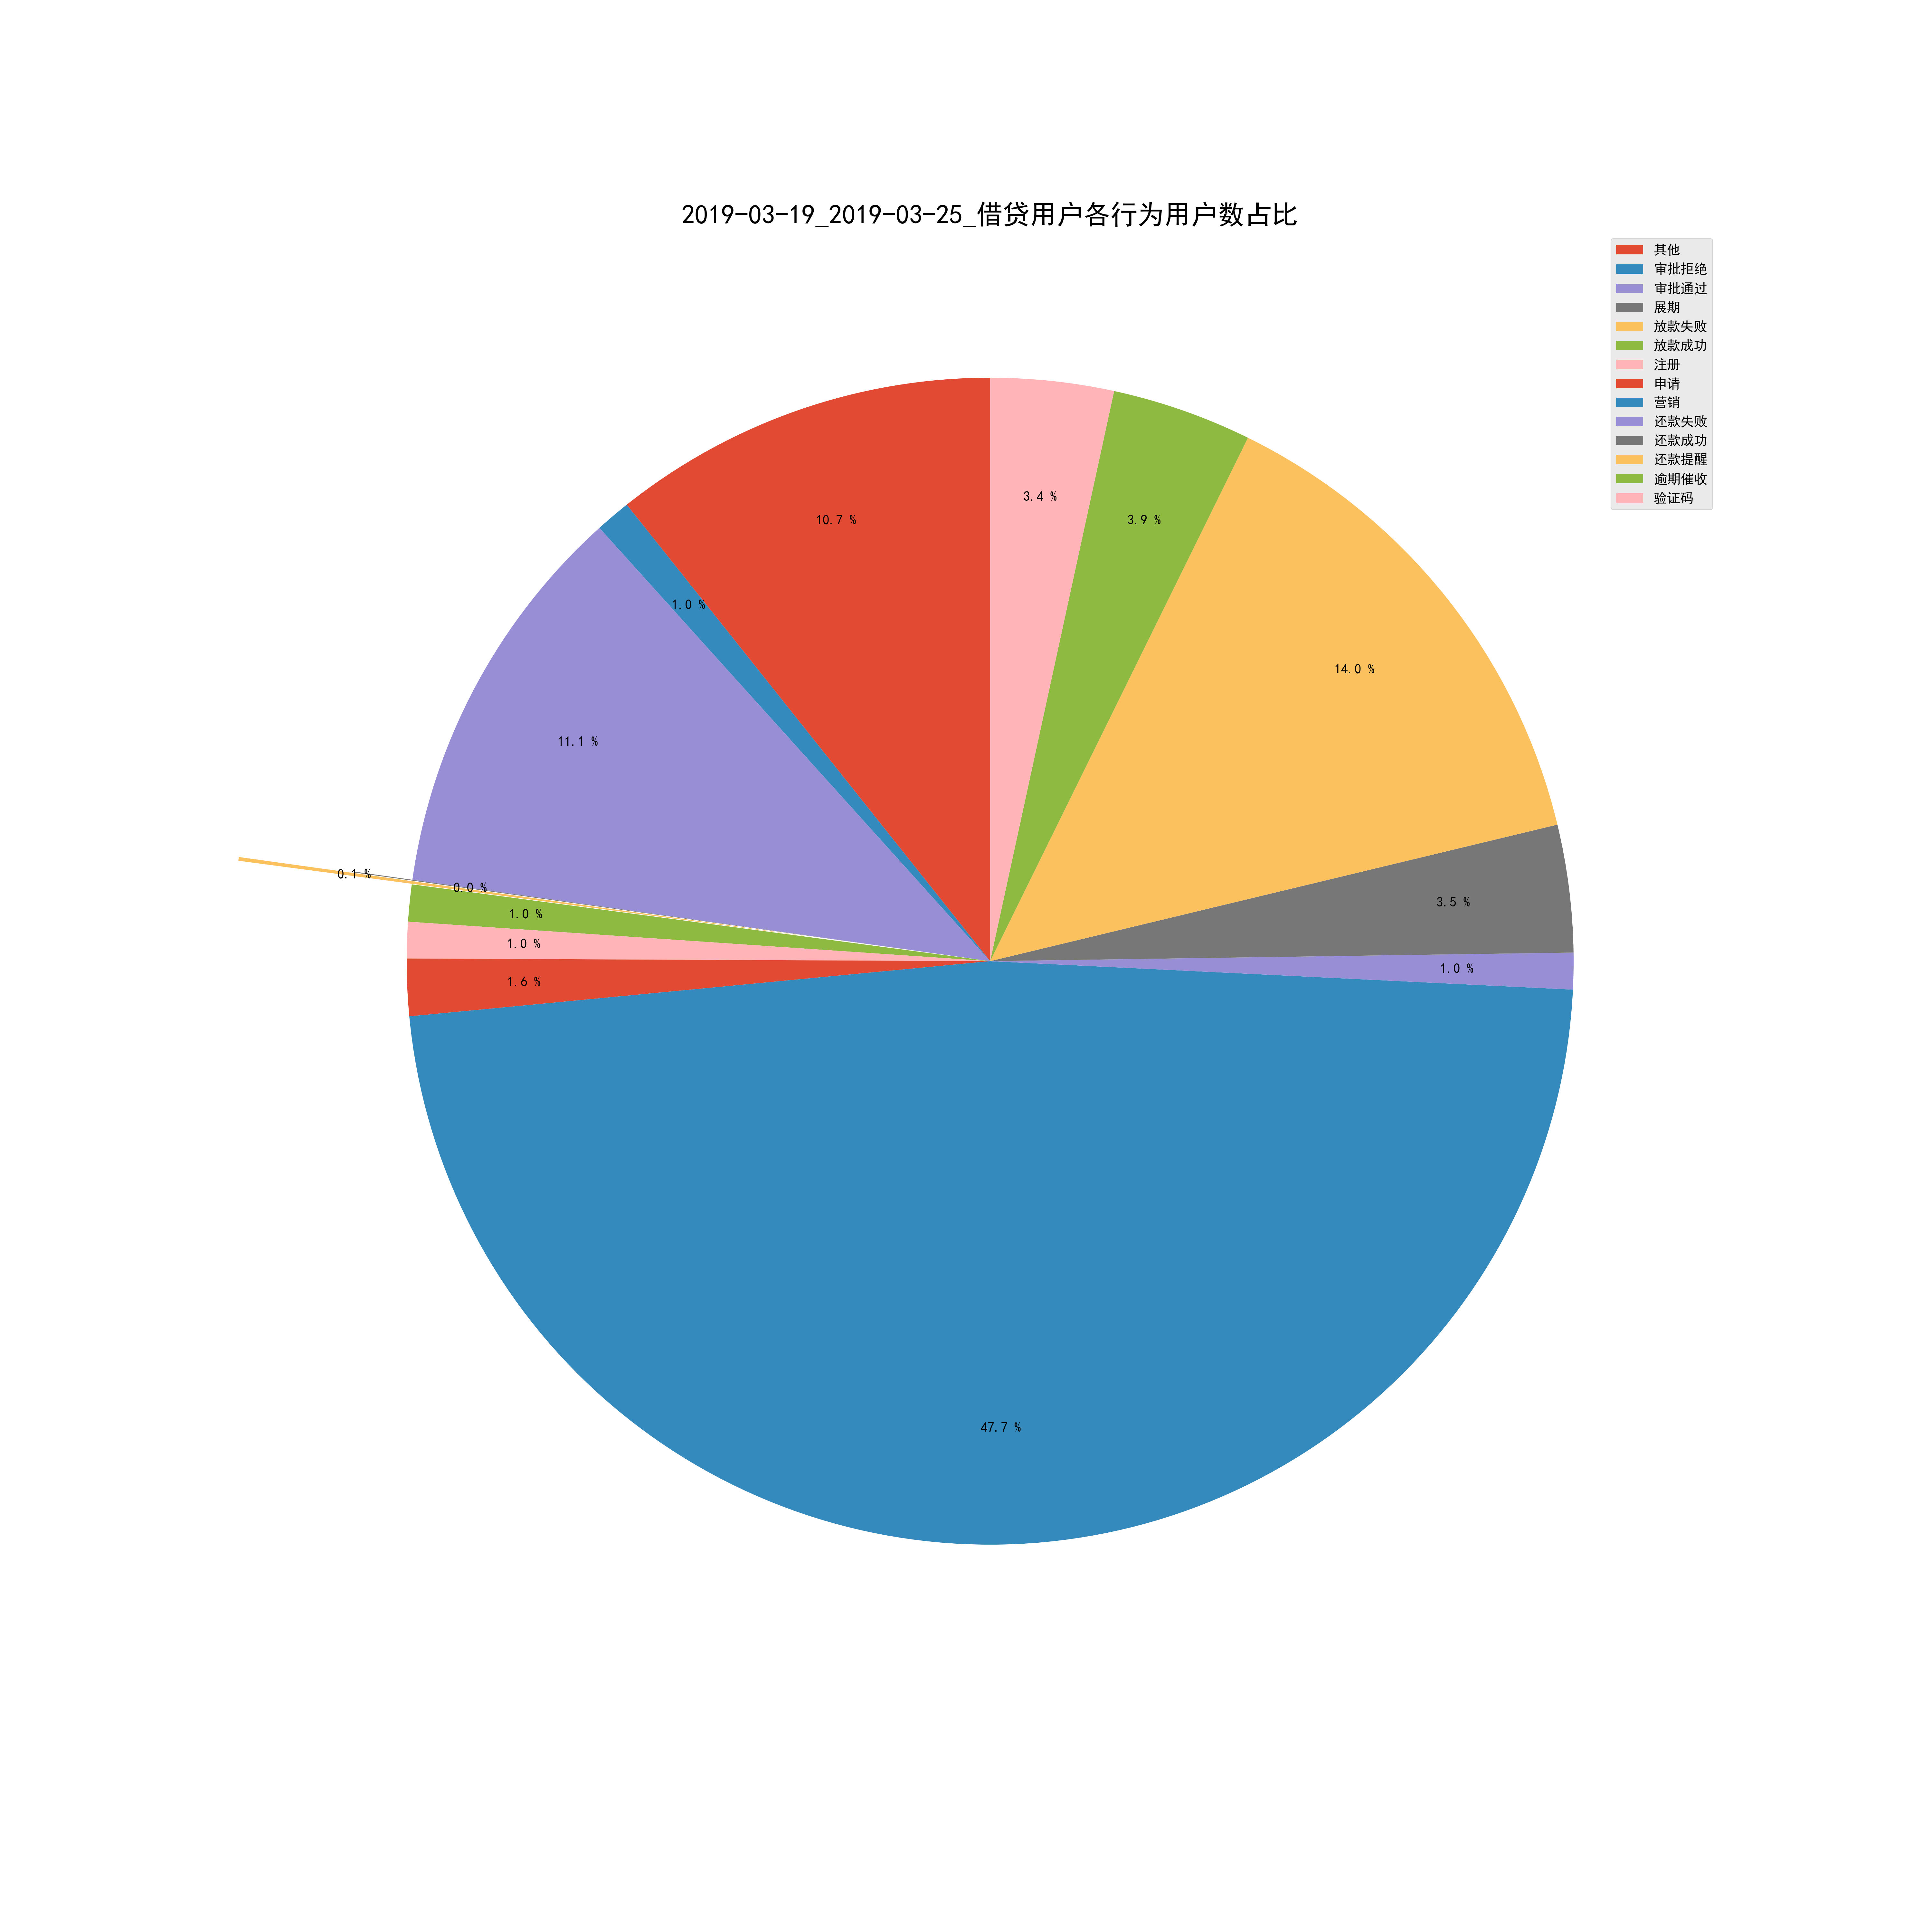 2019-03-19_2019-03-25_借贷用户各行为用户数占比
其他
审批拒绝
审批通过
展期
放款失败
放款成功
注册
申请
营销
还款失败
还款成功
还款提醒
逾期催收
验证码
3.4 %
10.7 %
3.9 %
1.0 %
14.0 %
11.1 %
0.1 %
0.0 %
3.5 %
1.0 %
1.0 %
1.0 %
1.6 %
47.7 %